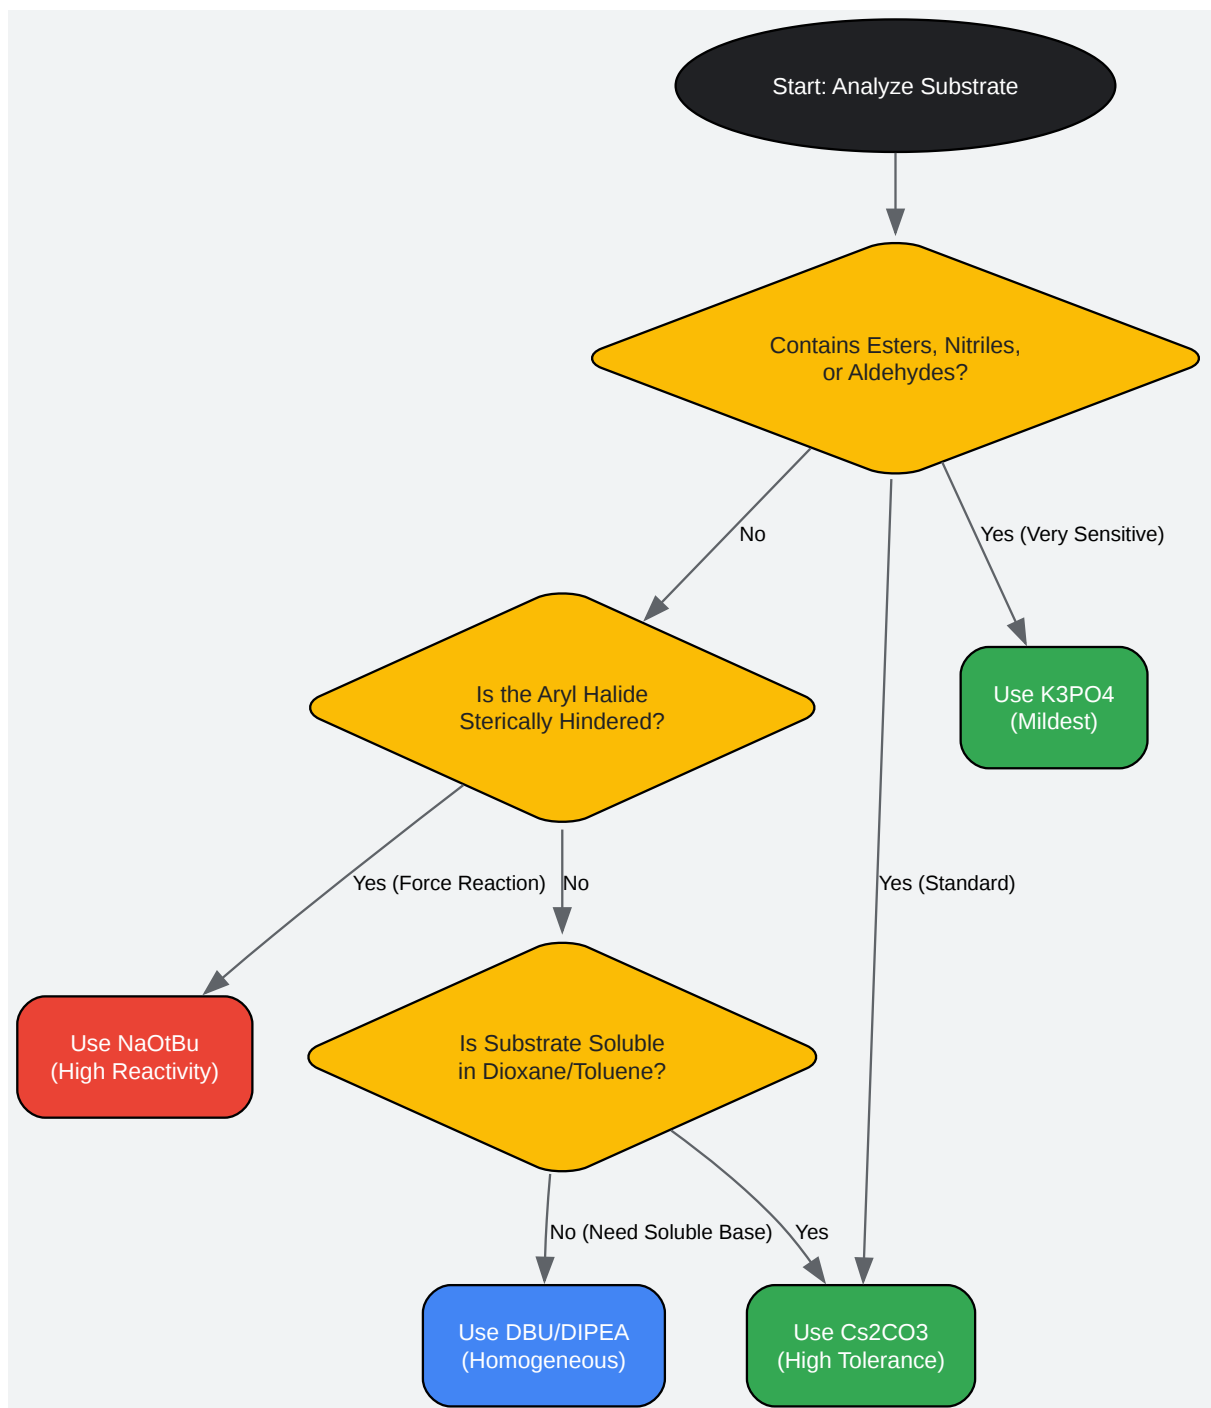 Start: Analyze Substrate
Contains Esters, Nitriles,
or Aldehydes?
No
Yes (Very Sensitive)
Is the Aryl Halide
Sterically Hindered?
Use K3PO4
(Mildest)
Yes (Force Reaction)
No
Yes (Standard)
Use NaOtBu
(High Reactivity)
Is Substrate Soluble
in Dioxane/Toluene?
No (Need Soluble Base)
Yes
Use DBU/DIPEA
(Homogeneous)
Use Cs2CO3
(High Tolerance)